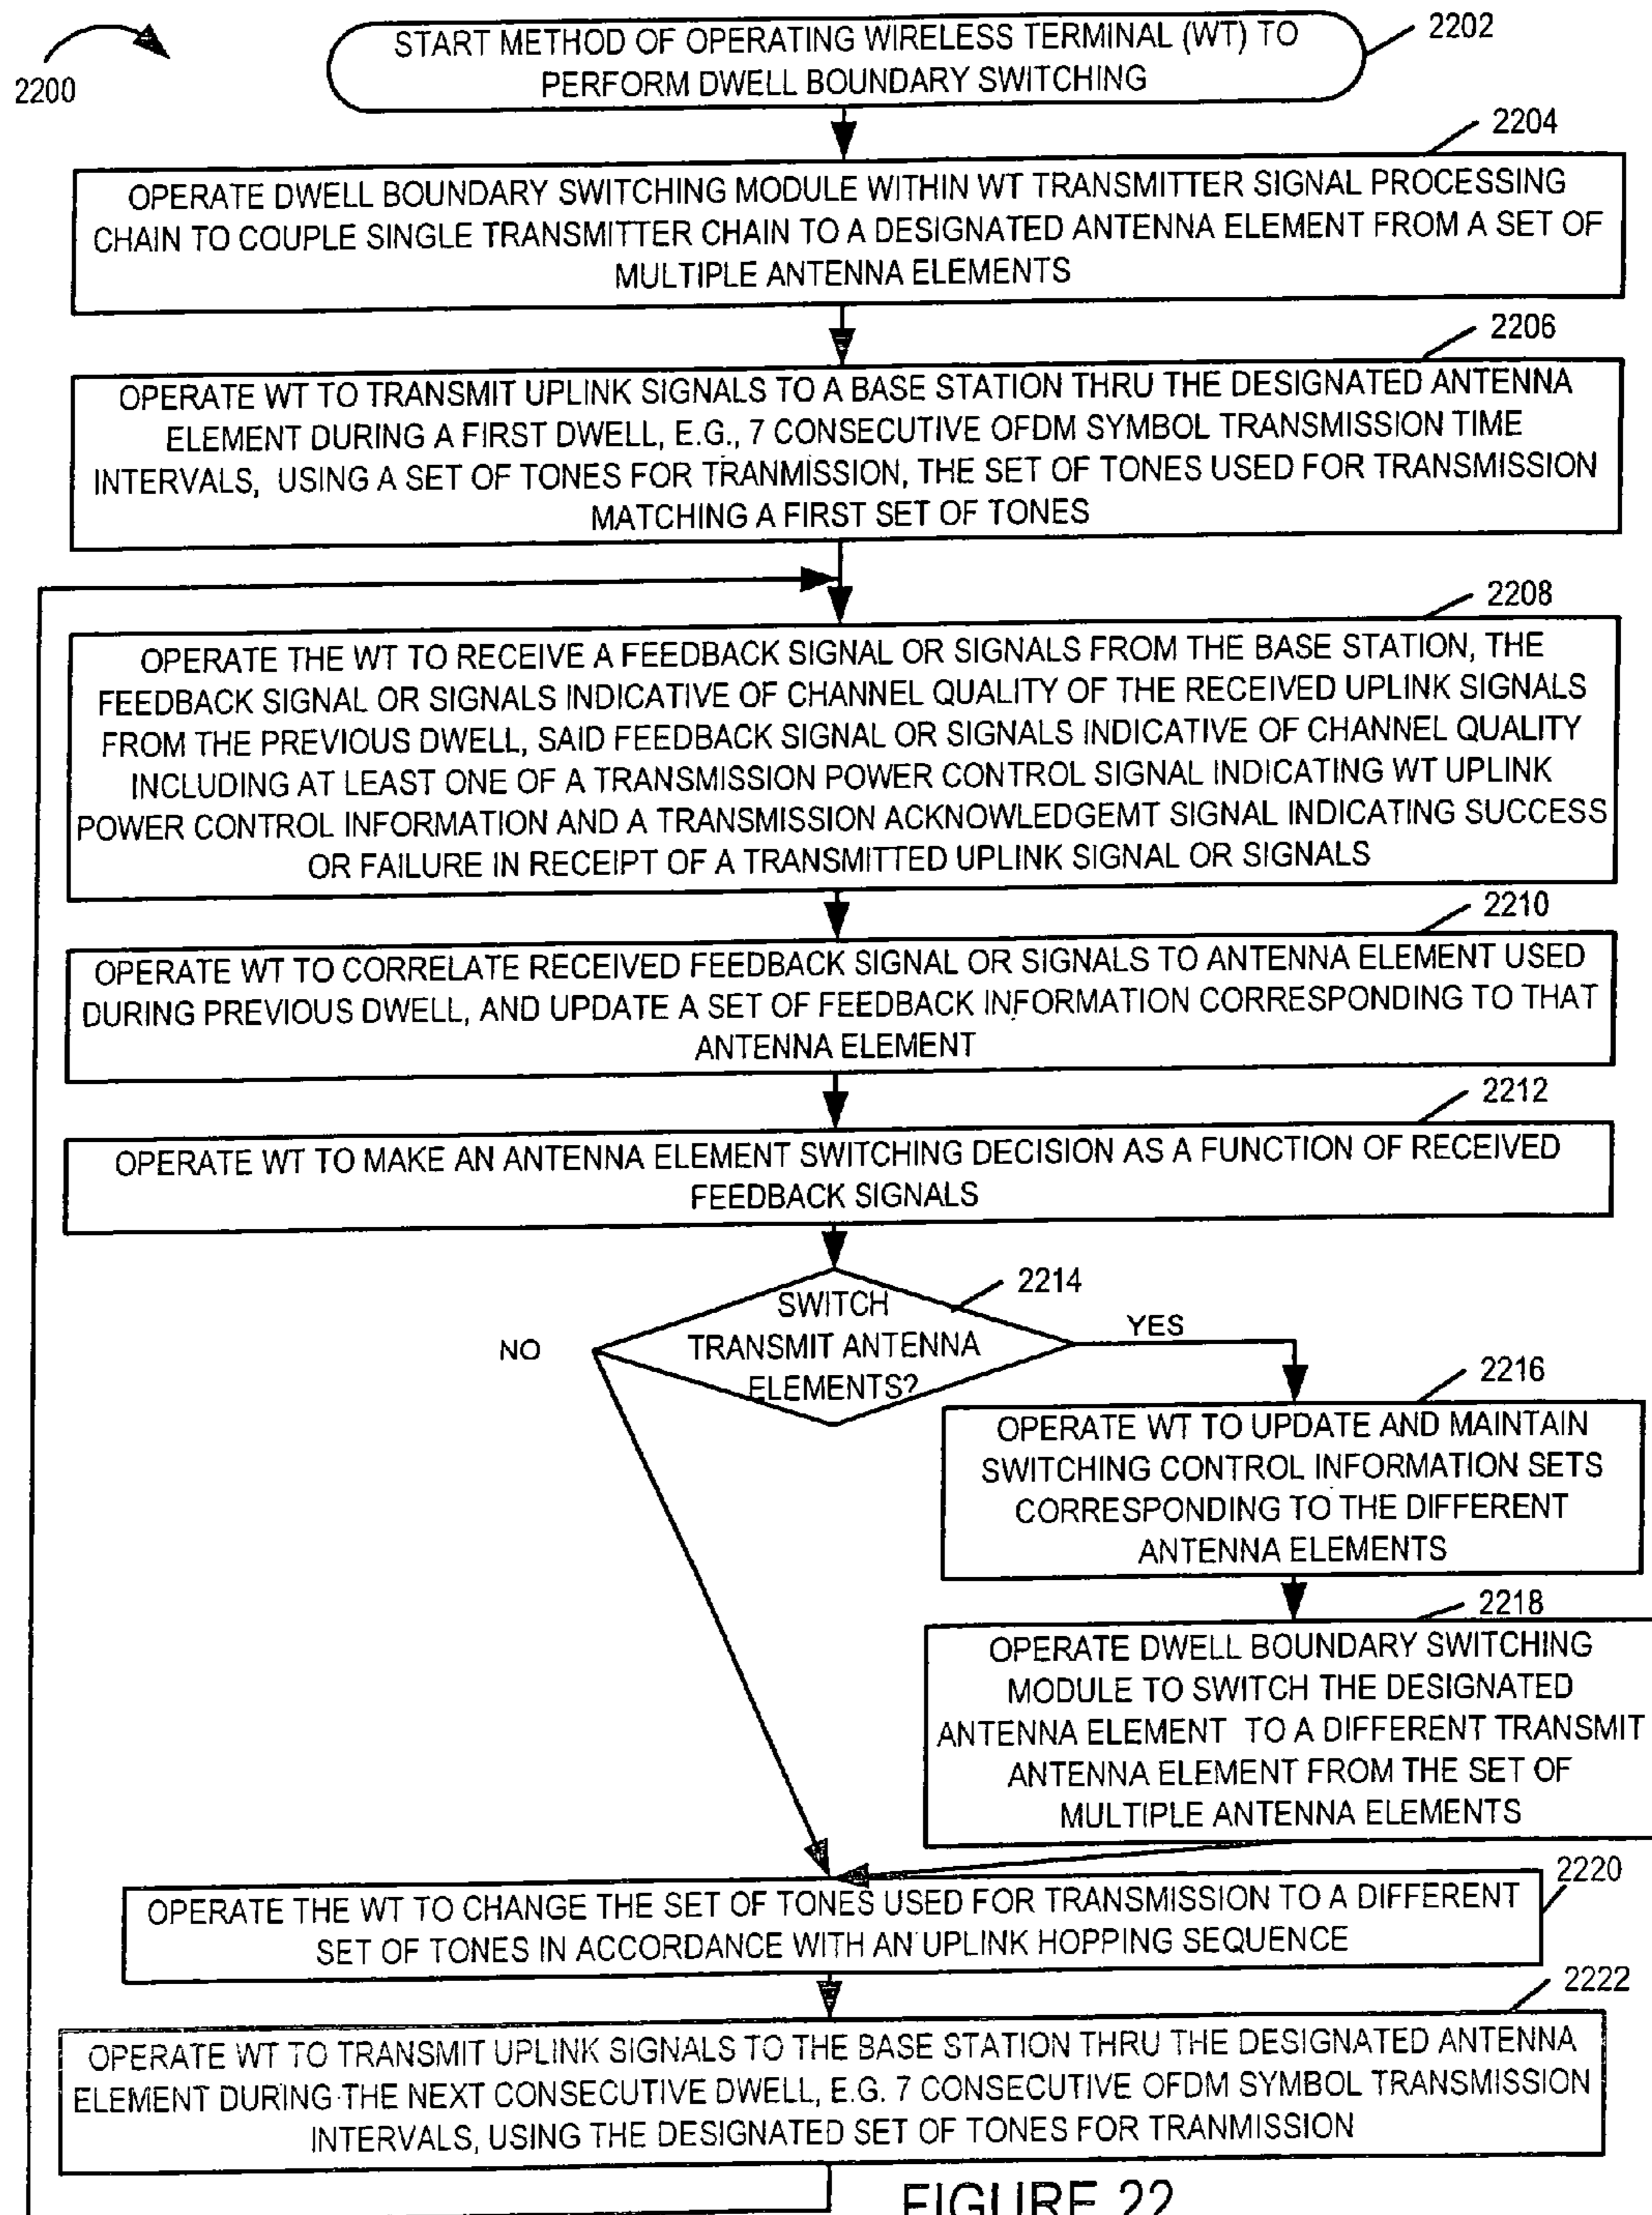 2200
START METHOD OF OPERATING WIRELESS TERMINAL (WT) TO
PERFORM DWELL BOUNDARY SWITCHING
2202
2204
OPERATE DWELL BOUNDARY SWITCHING MODULE WITHIN WT TRANSMITTER SIGNAL PROCESSING
CHAIN TO COUPLE SINGLE TRANSMITTER CHAIN TO A DESIGNATED ANTENNA ELEMENT FROM A SET OF
MULTIPLE ANTENNA ELEMENTS
2206
OPERATE WT TO TRANSMIT UPLINK SIGNALS TO A BASE STATION THRU THE DESIGNATED ANTENNA
ELEMENT DURING A FIRST DWELL, E.G., 7 CONSECUTIVE OFDM SYMBOL TRANSMISSION TIME
INTERVALS, USING A SET OF TONES FOR TRANMISSION, THE SET OF TONES USED FOR TRANSMISSION
MATCHING A FIRST SET OF TONES
2208
OPERATE THE WT TO RECEIVE A FEEDBACK SIGNAL OR SIGNALS FROM THE BASE STATION, THE
FEEDBACK SIGNAL OR SIGNALS INDICATIVE OF CHANNEL QUALITY OF THE RECEIVED UPLINK SIGNALS
FROM THE PREVIOUS DWELL, SAID FEEDBACK SIGNAL OR SIGNALS INDICATIVE OF CHANNEL QUALITY
INCLUDING AT LEAST ONE OF A TRANSMISSION POWER CONTROL SIGNAL INDICATING WT UPLINK
POWER CONTROL INFORMATION AND A TRANSMISSION ACKNOWLEDGEMT SIGNAL INDICATING SUCCESS
OR FAILURE IN RECEIPT OF A TRANSMITTED UPLINK SIGNAL OR SIGNALS
2210
OPERATE WT TO CORRELATE RECEIVED FEEDBACK SIGNAL OR SIGNALS TO ANTENNA ELEMENT USED
DURING PREVIOUS DWELL, AND UPDATE A SET OF FEEDBACK INFORMATION CORRESPONDING TO THAT
ANTENNA ELEMENT
2212
OPERATE WT TO MAKE AN ANTENNA ELEMENT SWITCHING DECISION AS A FUNCTION OF RECEIVED
FEEDBACK SIGNALS
2214
SWITCH
TRANSMIT ANTENNA
ELEMENTS?
NO
YES
2216
OPERATE WT TO UPDATE AND MAINTAIN
SWITCHING CONTROL INFORMATION SETS
CORRESPONDING TO THE DIFFERENT
ANTENNA ELEMENTS
2218
OPERATE DWELL BOUNDARY SWITCHING
MODULE TO SWITCH THE DESIGNATED
ANTENNA ELEMENT TO A DIFFERENT TRANSMIT
ANTENNA ELEMENT FROM THE SET OF
MULTIPLE ANTENNA ELEMENTS
2220
OPERATE THE WT TO CHANGE THE SET OF TONES USED FOR TRANSMISSION TO A DIFFERENT
SET OF TONES IN ACCORDANCE WITH AN UPLINK HOPPING SEQUENCE
2222
OPERATE WT TO TRANSMIT UPLINK SIGNALS TO THE BASE STATION THRU THE DESIGNATED ANTENNA
ELEMENT DURING THE NEXT CONSECUTIVE DWELL, E.G. 7 CONSECUTIVE OFDM SYMBOL TRANSMISSION
INTERVALS, USING THE DESIGNATED SET OF TONES FOR TRANMISSION
FIGURE 22